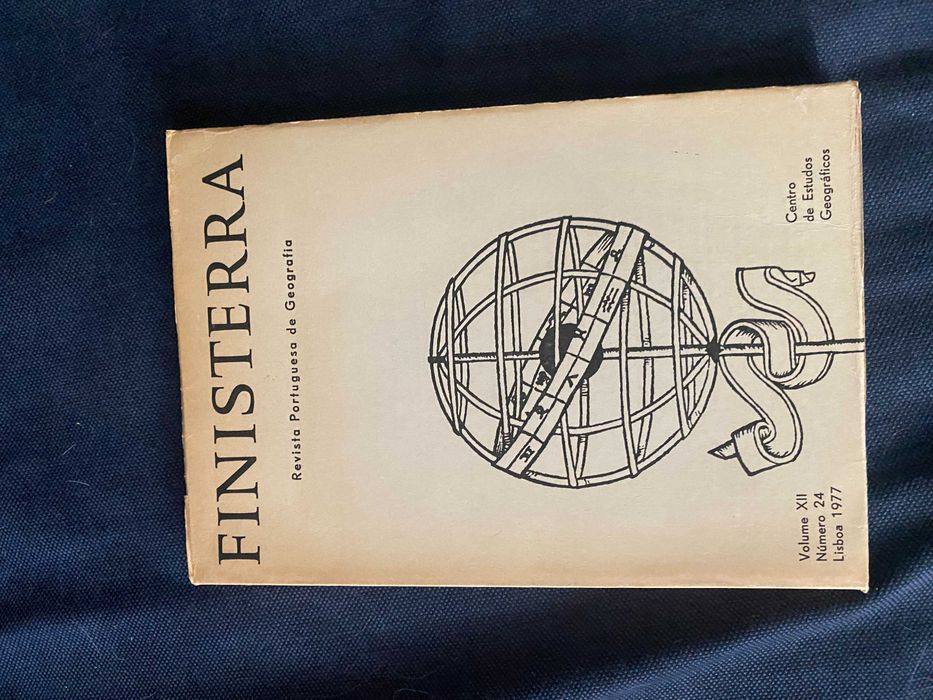 FINISTERRA
Revista Portuguesa de Geografia
Volume XII
Número 24
Lisboa 1977
Centro
de Estudos
Geográficos